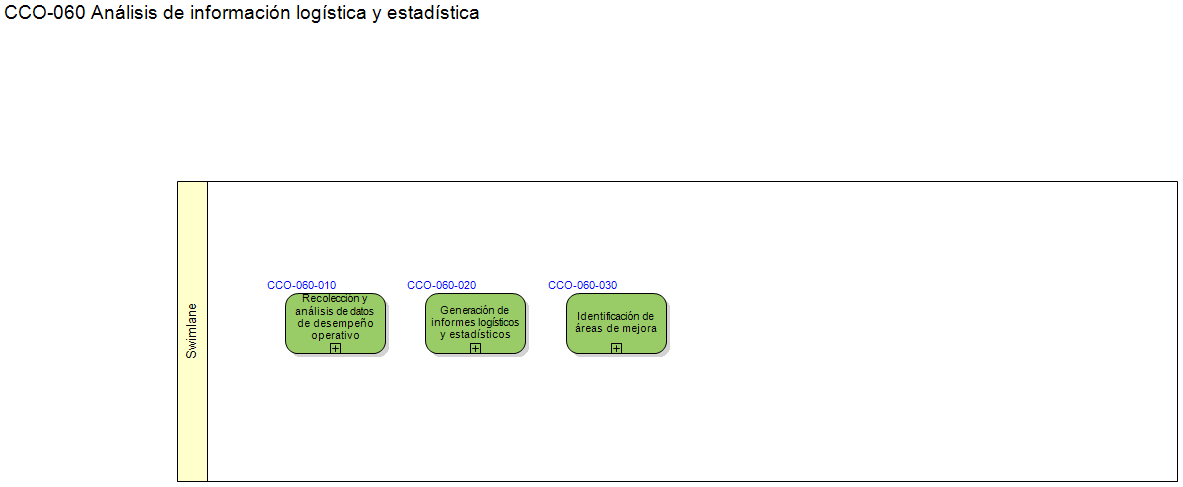 CCO-060 Análisis de información logística y estadística
Swimlane
CCO-060-010
Recolección y
análisis de datos
de desempeño
operativo
CCO-060-020
Generación de
informes logísticos
y estadísticos
CCO-060-030
Identificación de
áreas de mejora